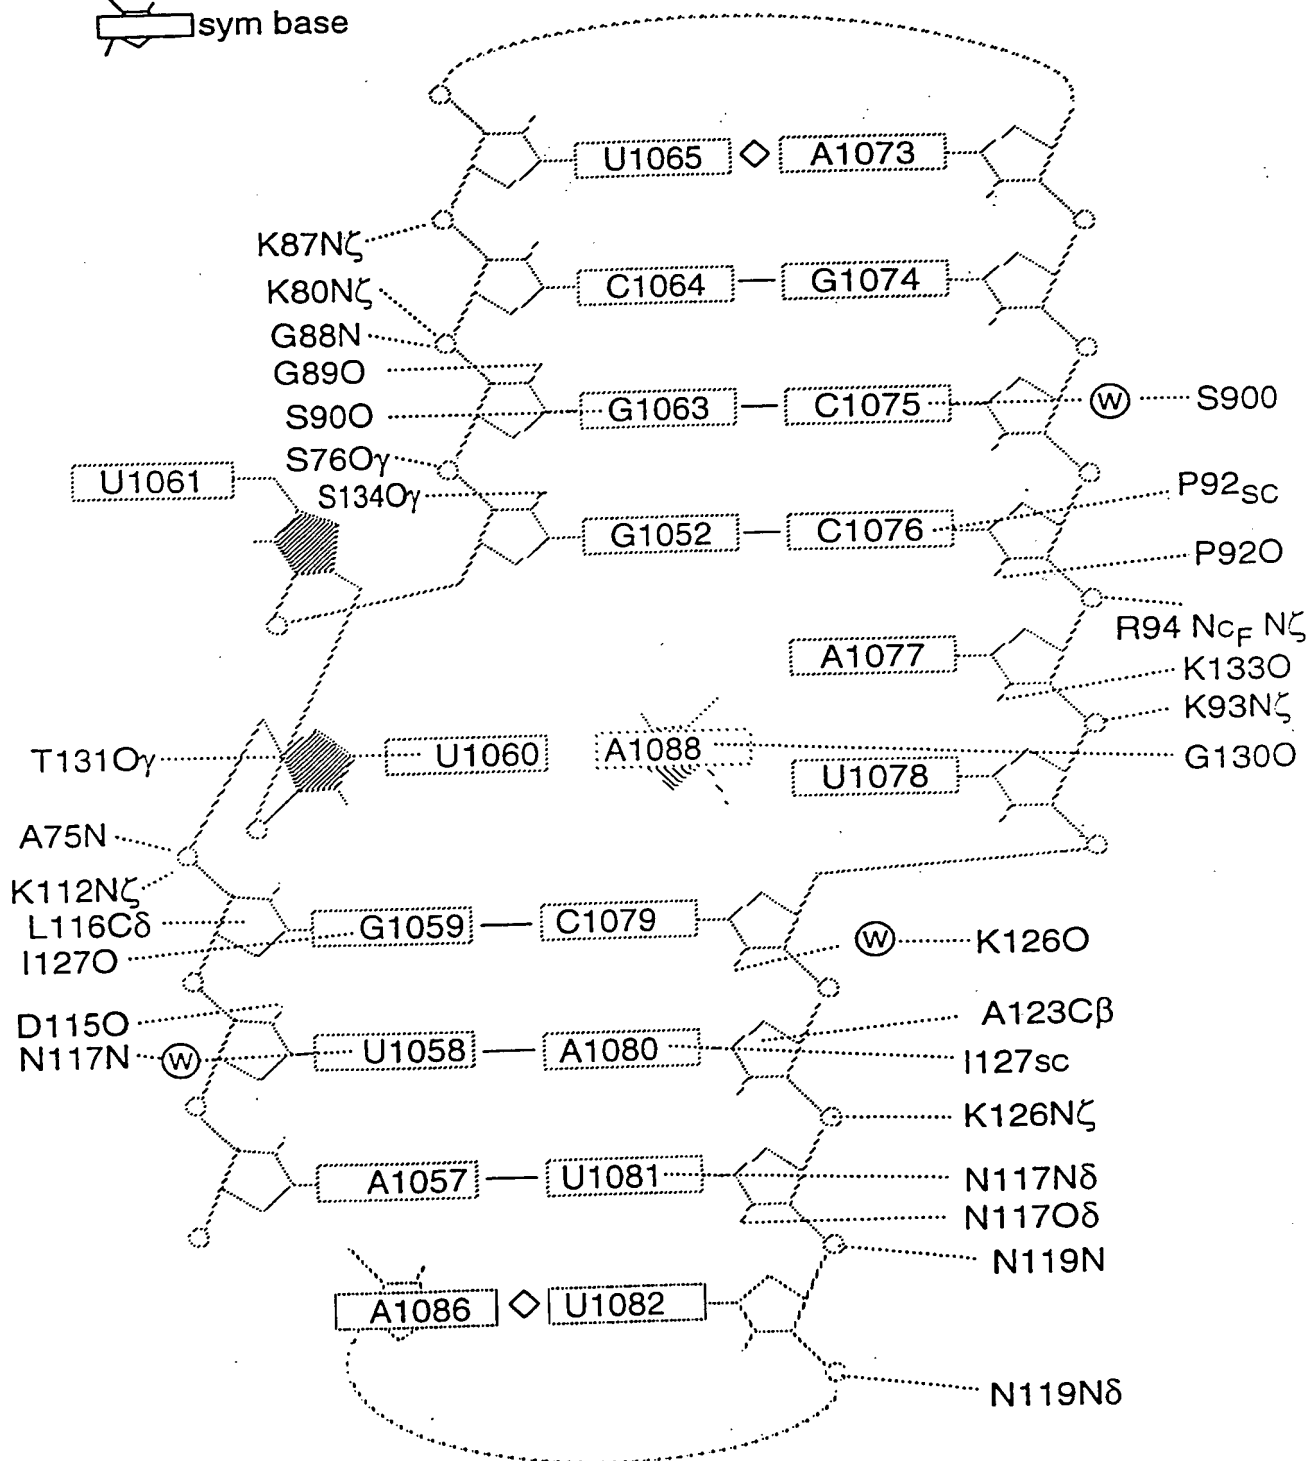 sym base
U1065 A1073
K87Nζ
K80Nζ
C1064 G1074
G88N
G89O
S90O G1063 C1075 W S900
S76Oγ
U1061 S134Oγ P92SC
G1052 C1076
P92O
R94 NcF Nζ
A1077 K133O
K93Nζ
T131Oγ U1060 A1088 G130O
U1078
A75N
K112Nζ
L116Cδ G1059 C1079
I127O W K126O
D115O A123Cβ
N117N W U1058 A1080 I127sc
K126Nζ
A1057 U1081 N117Nδ
N117Oδ
N119N
A1086 U1082
N119Nδ